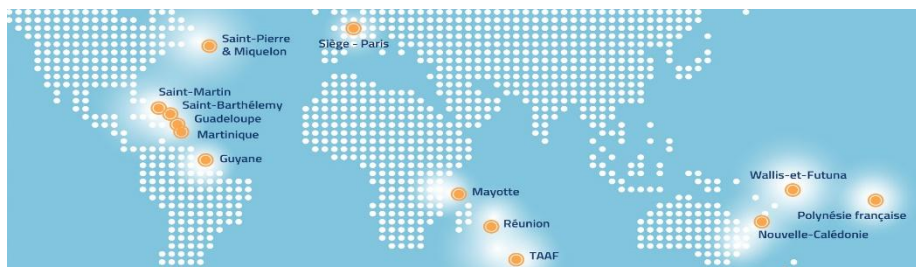 Saint-Pierre
& Miquelon
Siège - Paris
Saint-Martin
Saint-Barthélemy
Guadeloupe
Martinique
Guyane
Mayotte
Réunion
TAAF
Wallis-et-Futuna
Polynésie française
Nouvelle-Calédonie